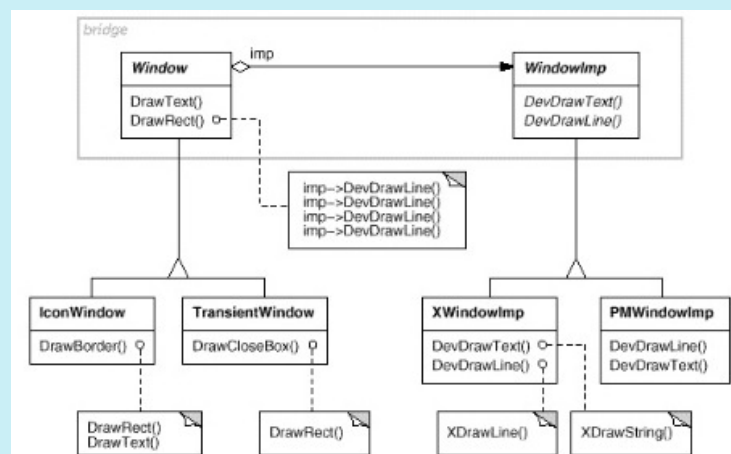 bridge
imp
Window
DrawText()
DrawRect()
WindowImp
DevDrawText()
DevDrawLine()
imp->DevDrawLine()
imp->DevDrawLine()
imp->DevDrawLine()
imp->DevDrawLine()
IconWindow
DrawBorder()
TransientWindow
DrawCloseBox()
XWindowImp
DevDrawText()
DevDrawLine()
PMWindowImp
DevDrawLine()
DevDrawText()
DrawRect()
DrawText()
DrawRect()
XDrawLine()
XDrawString()